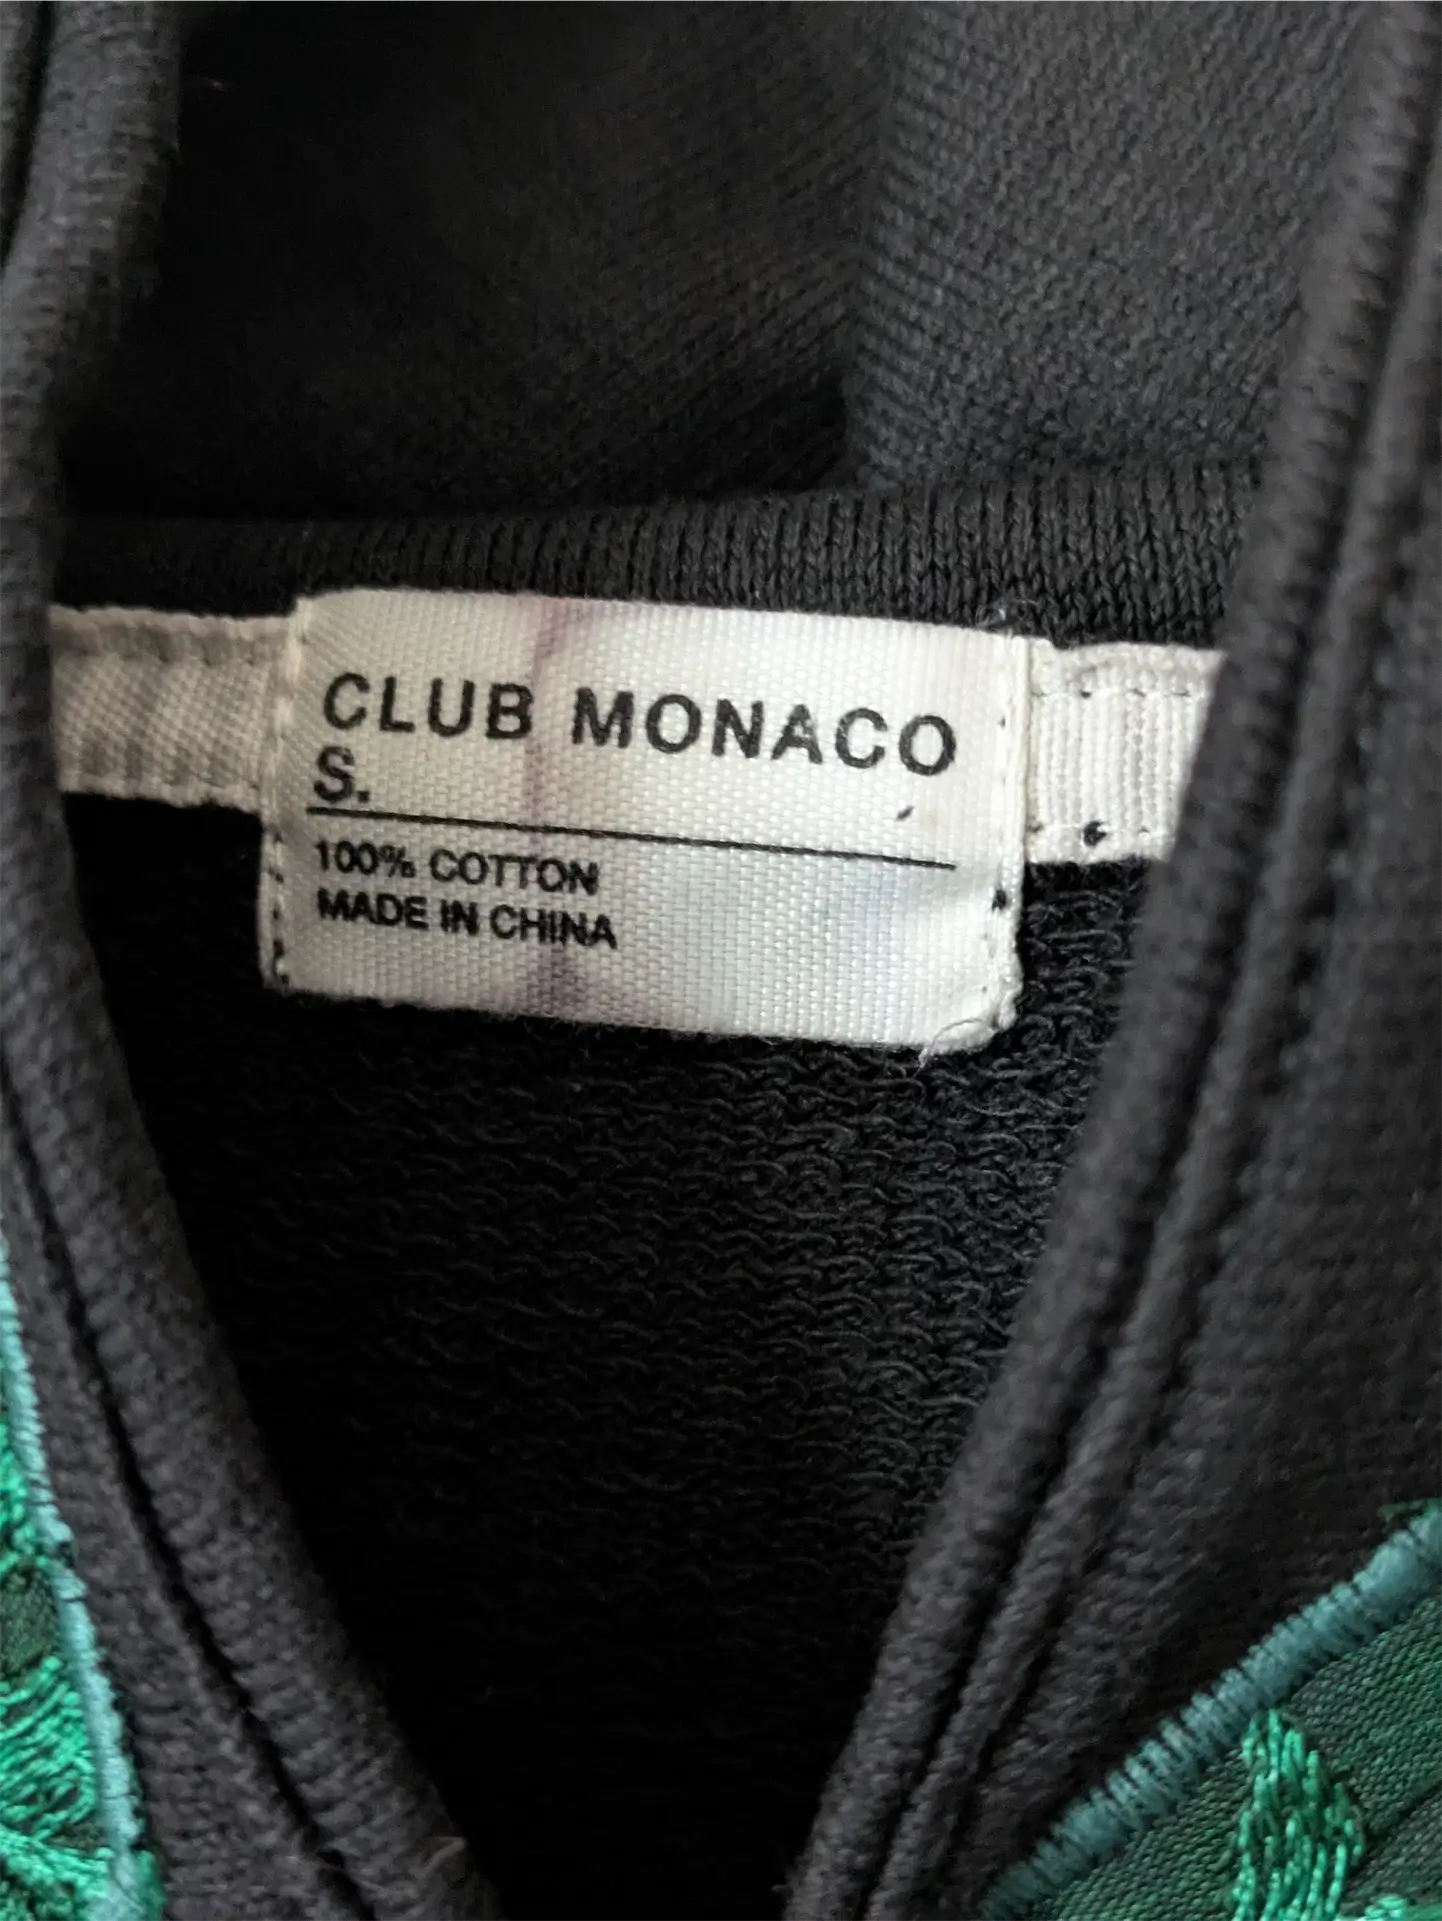 CLUB MONACO
S.
100% COTTON
MADE IN CHINA